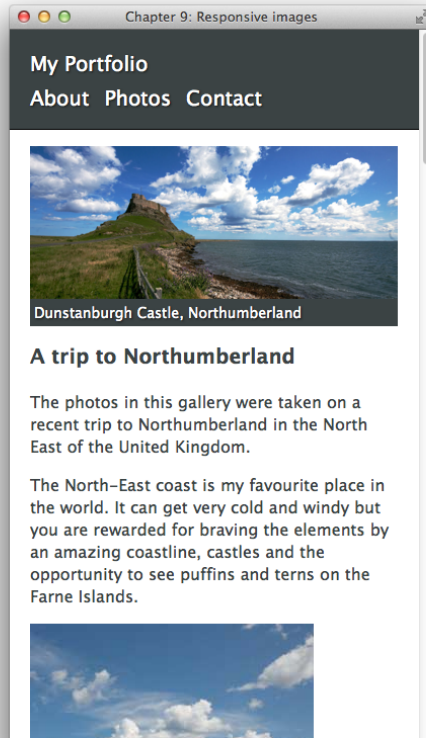 Chapter 9: Responsive images
My Portfolio
About Photos Contact
Dunstanburgh Castle, Northumberland
A trip to Northumberland
The photos in this gallery were taken on a
recent trip to Northumberland in the North
East of the United Kingdom.
The North-East coast is my favourite place in
the world. It can get very cold and windy but
you are rewarded for braving the elements by
an amazing coastline, castles and the
opportunity to see puffins and terns on the
Farne Islands.